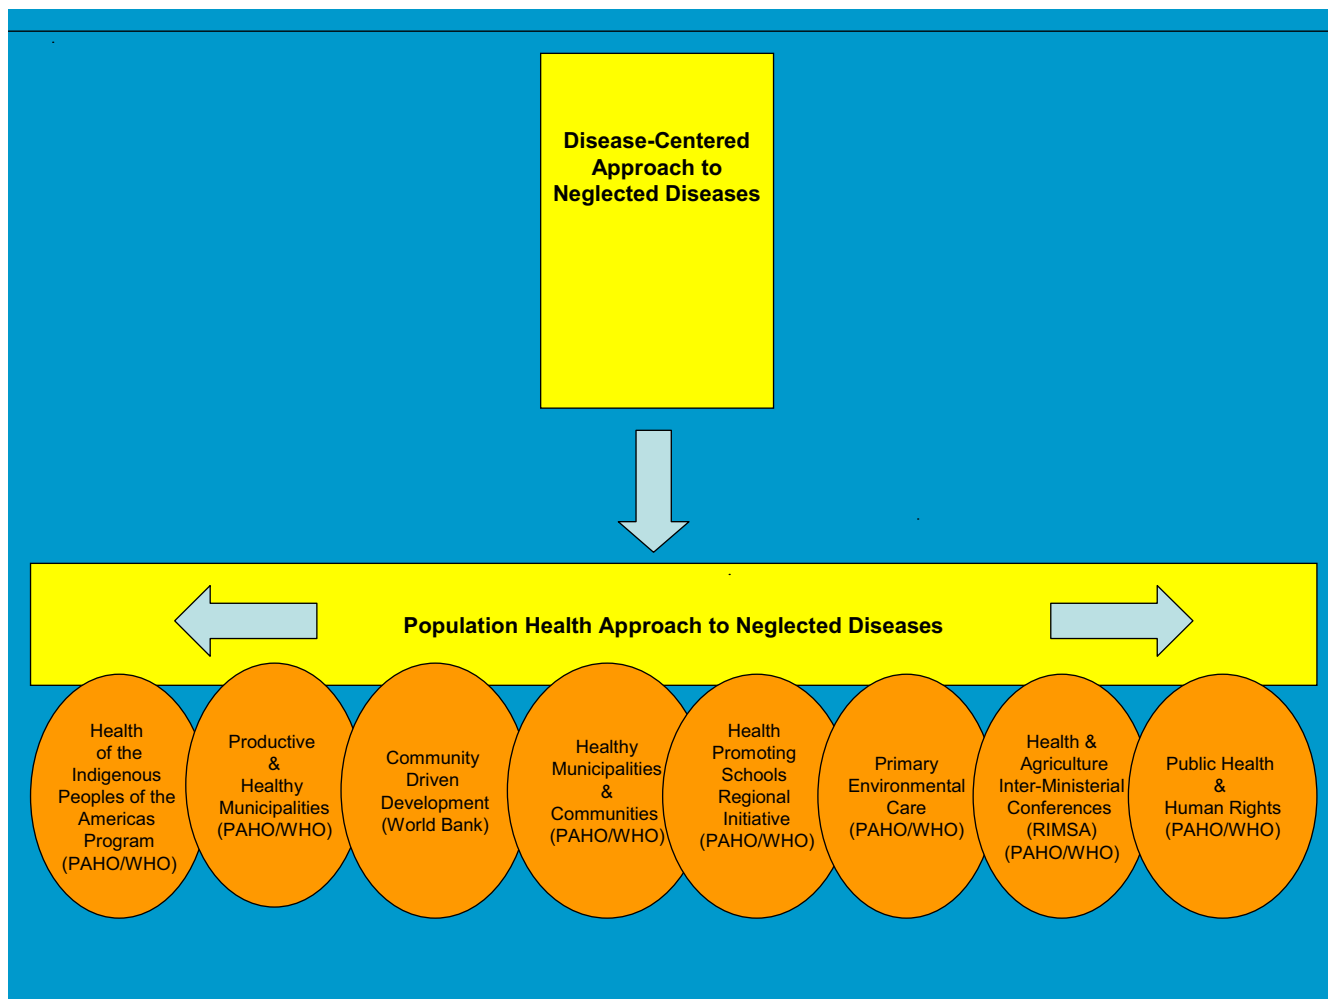 Disease-Centered
Approach to
Neglected Diseases
Population Health Approach to Neglected Diseases
Health
of the
Indigenous
Peoples of the
Americas
Program
(PAHO/WHO)
Productive
&
Healthy
Municipalities
(PAHO/WHO)
Community
Driven
Development
(World Bank)
Healthy
Municipalities
&
Communities
(PAHO/WHO)
Health
Promoting
Schools
Regional
Initiative
(PAHO/WHO)
Primary
Environmental
Care
(PAHO/WHO)
Health &
Agriculture
Inter-Ministerial
Conferences
(RIMSA)
(PAHO/WHO)
Public Health
&
Human Rights
(PAHO/WHO)